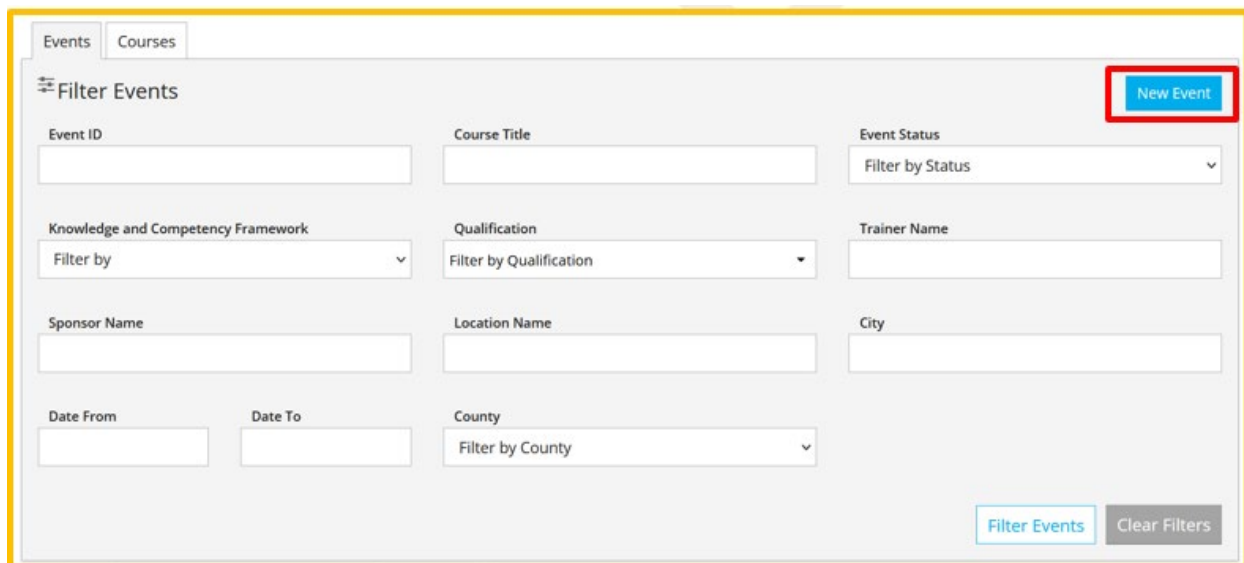 Events Courses
Filter Events New Event
Event ID Course Title Event Status
Filter by Status
Knowledge and Competency Framework Qualification Trainer Name
Filter by Filter by Qualification
Sponsor Name Location Name City
Date From Date To County
Filter by County
Filter Events Clear Filters